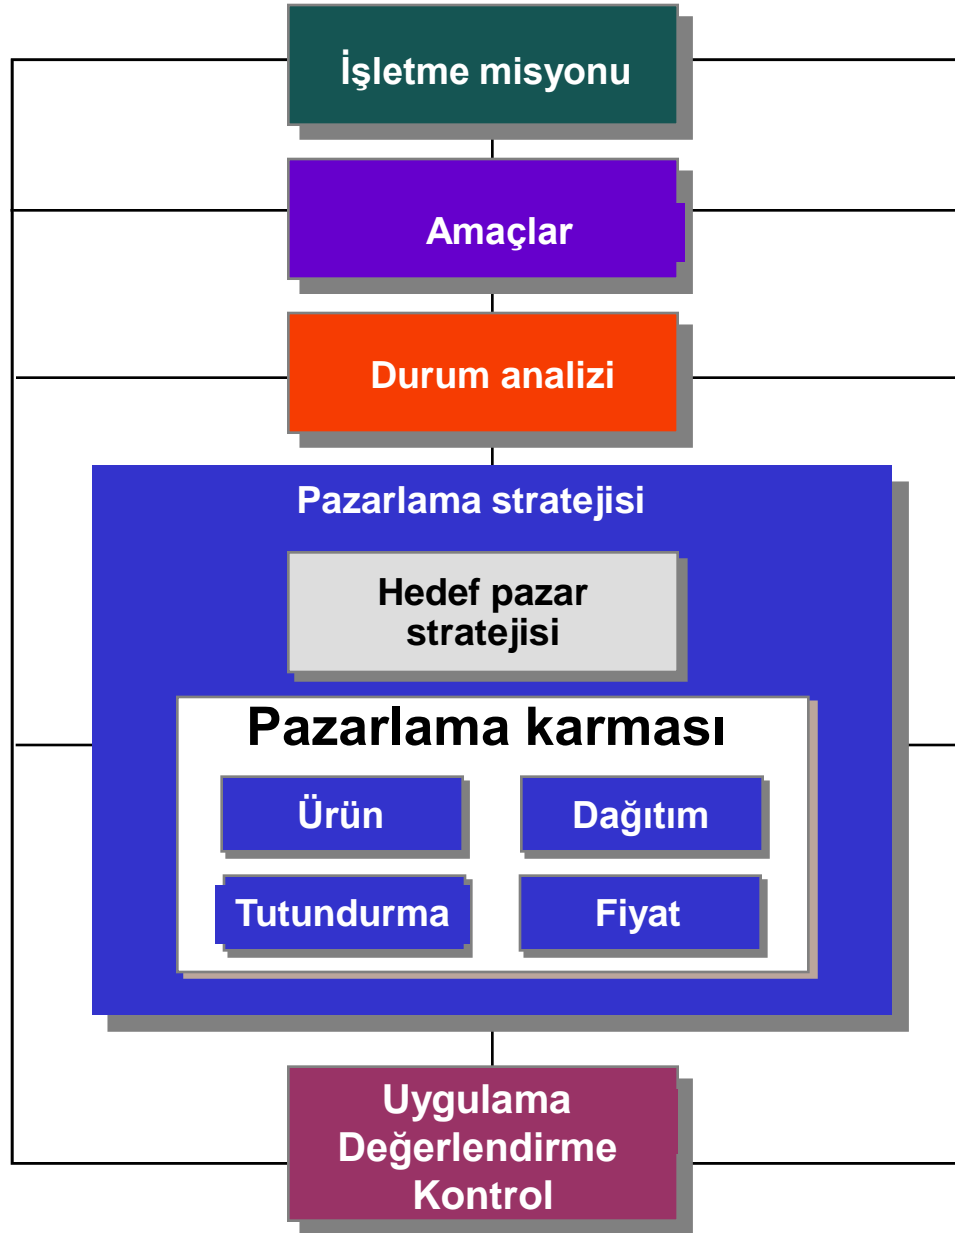 İşletme misyonu
Amaçlar
Durum analizi
Pazarlama stratejisi
Hedef pazar
stratejisi
Pazarlama karması
Ürün
Dağıtım
Tutundurma
Fiyat
Uygulama
Değerlendirme
Kontrol